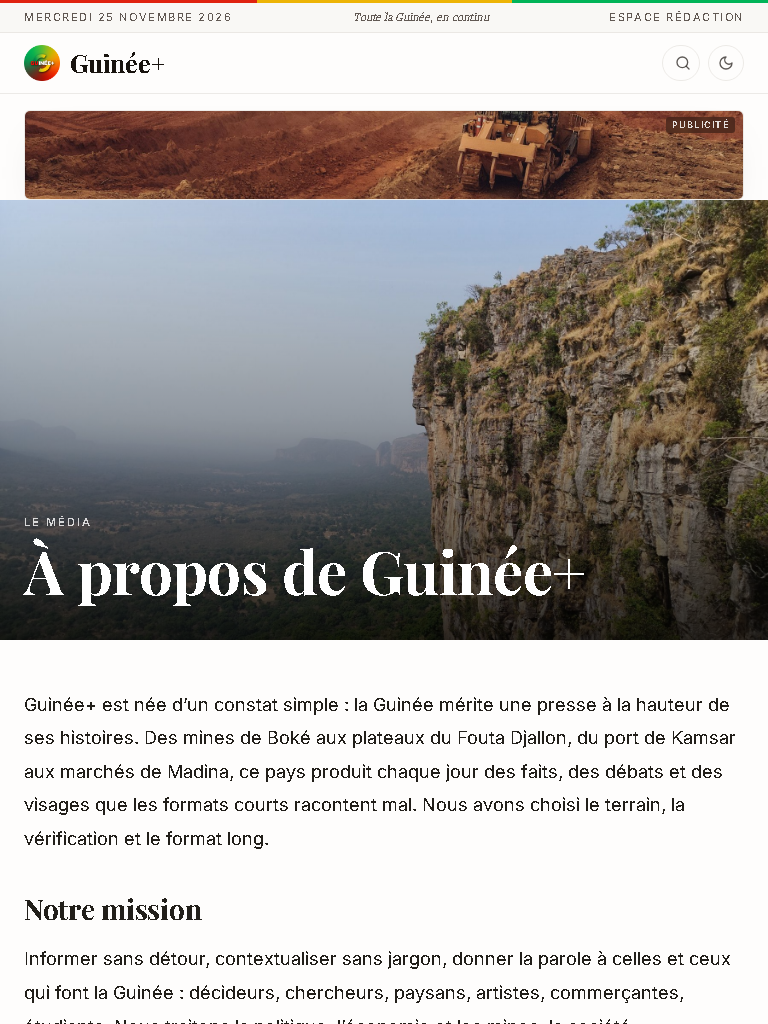 MERCREDI 25 NOVEMBRE 2026
Toute la Guinée, en continu
ESPACE RÉDACTION
Guinée+
PUBLICITÉ
LE MÉDIA
À propos de Guinée+
Guinée+ est née d’un constat simple : la Guinée mérite une presse à la hauteur de
ses histoires. Des mines de Boké aux plateaux du Fouta Djallon, du port de Kamsar
aux marchés de Madina, ce pays produit chaque jour des faits, des débats et des
visages que les formats courts racontent mal. Nous avons choisi le terrain, la
vérification et le format long.
Notre mission
Informer sans détour, contextualiser sans jargon, donner la parole à celles et ceux
qui font la Guinée : décideurs, chercheurs, paysans, artistes, commerçantes,